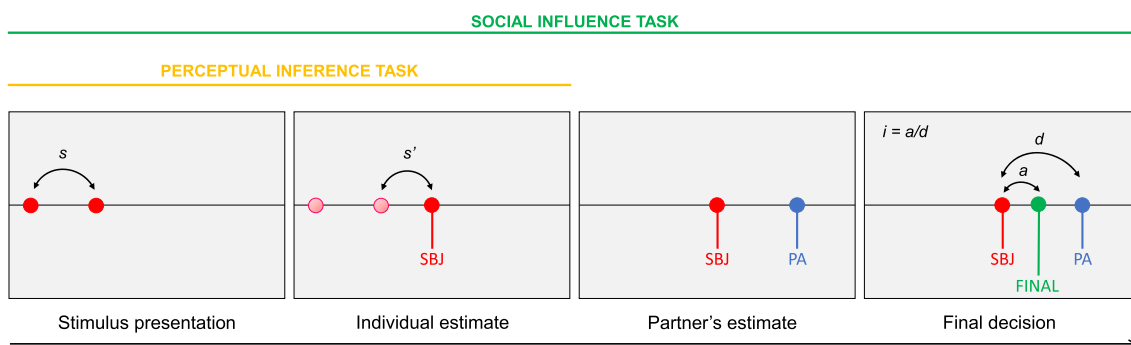 SOCIAL INFLUENCE TASK
PERCEPTUAL INFERENCE TASK
s
s'
SBJ
SBJ
PA
i = a/d
d
a
SBJ
PA
FINAL
Stimulus presentation
Individual estimate
Partner's estimate
Final decision